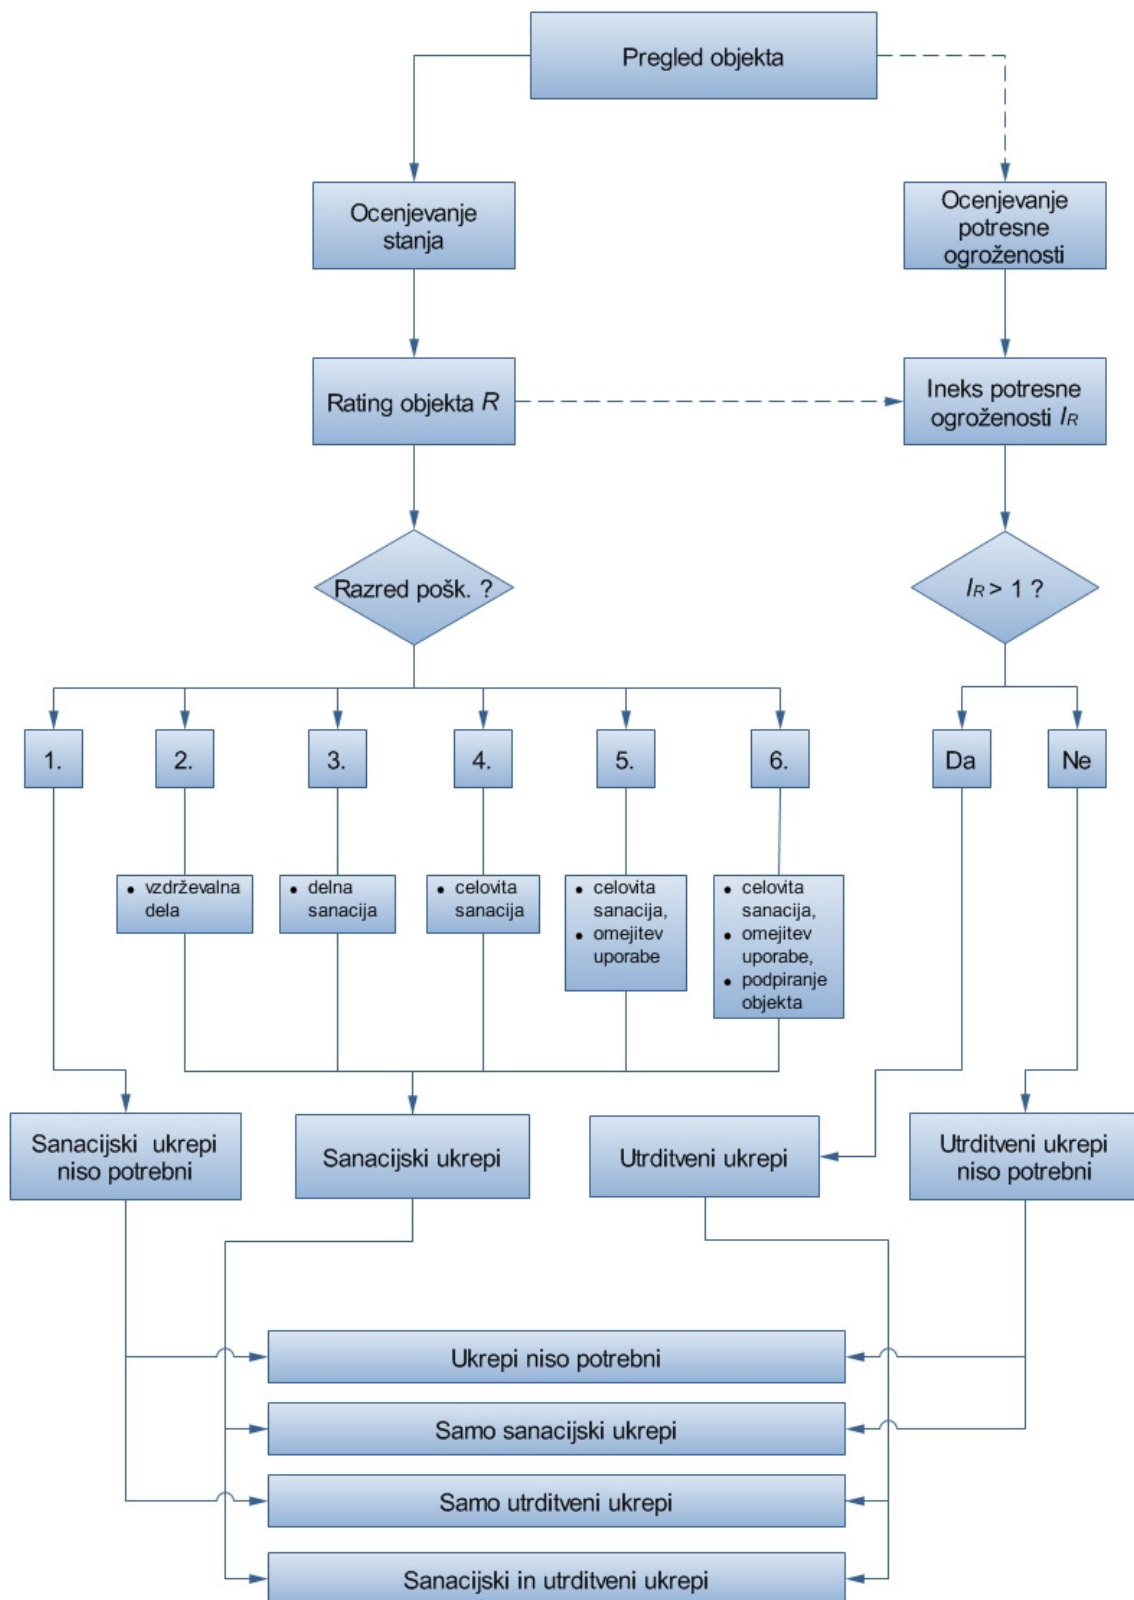 Pregled objekta
Ocenjevanje
stanja
Ocenjevanje
potresne
ogroženosti
Rating objekta R
Ineks potresne
ogroženosti IR
Razred pošk. ?
IR > 1 ?
1.
2.
3.
4.
5.
6.
Da
Ne
• vzdrževalna
dela
• delna
sanacija
• celovita
sanacija
• celovita
sanacija,
• omejitev
uporabe
• celovita
sanacija,
• omejitev
uporabe,
• podpiranje
objekta
Sanacijski ukrepi
niso potrebni
Sanacijski ukrepi
Utrditveni ukrepi
Utrditveni ukrepi
niso potrebni
Ukrepi niso potrebni
Samo sanacijski ukrepi
Samo utrditveni ukrepi
Sanacijski in utrditveni ukrepi